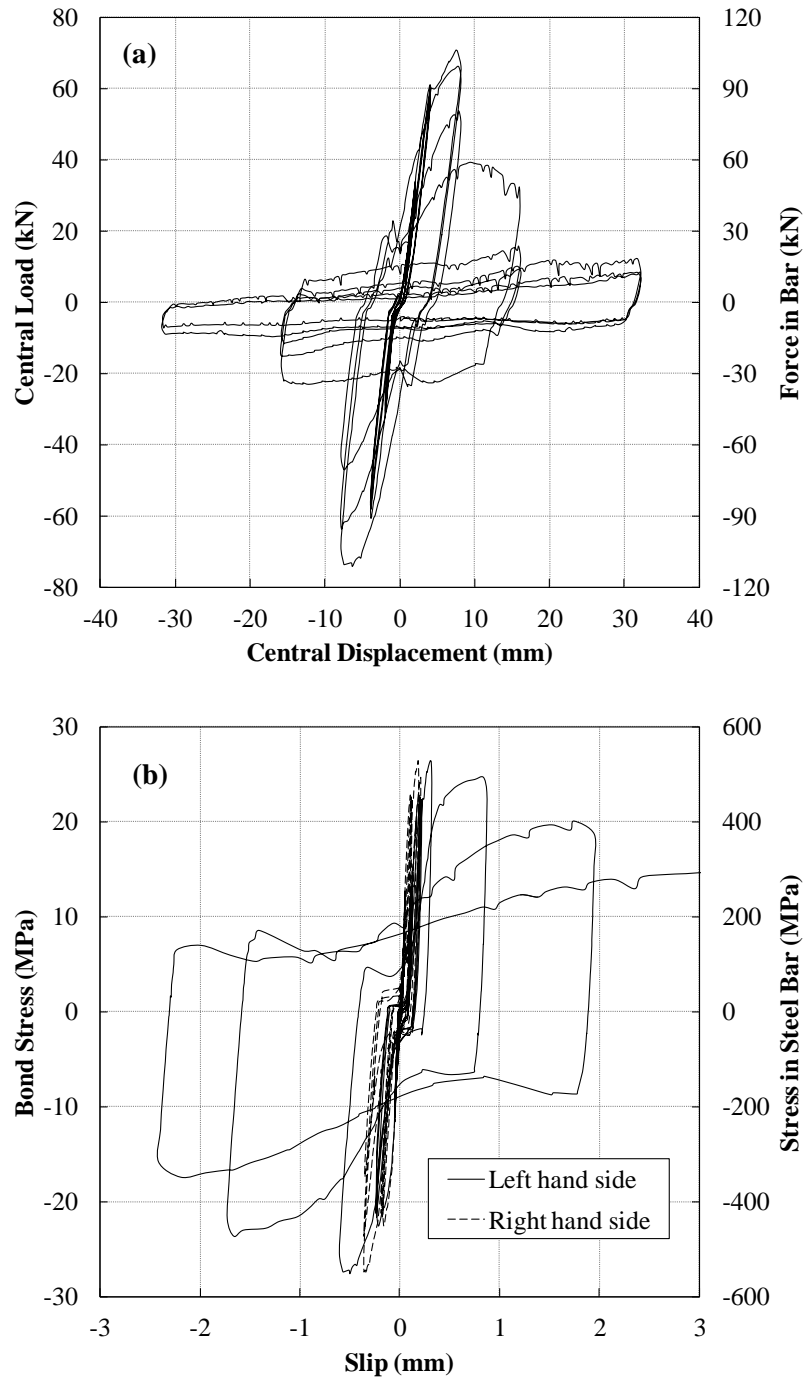 (a)
80
60
40
20
0
-20
-40
-60
-80
Central Load (kN)
120
90
60
30
0
-30
-60
-90
-120
Force in Bar (kN)
-40 -30 -20 -10 0 10 20 30 40
Central Displacement (mm)
(b)
30
20
10
0
-10
-20
-30
Bond Stress (MPa)
600
400
200
0
-200
-400
-600
Stress in Steel Bar (MPa)
Left hand side
Right hand side
-3 -2 -1 0 1 2 3
Slip (mm)